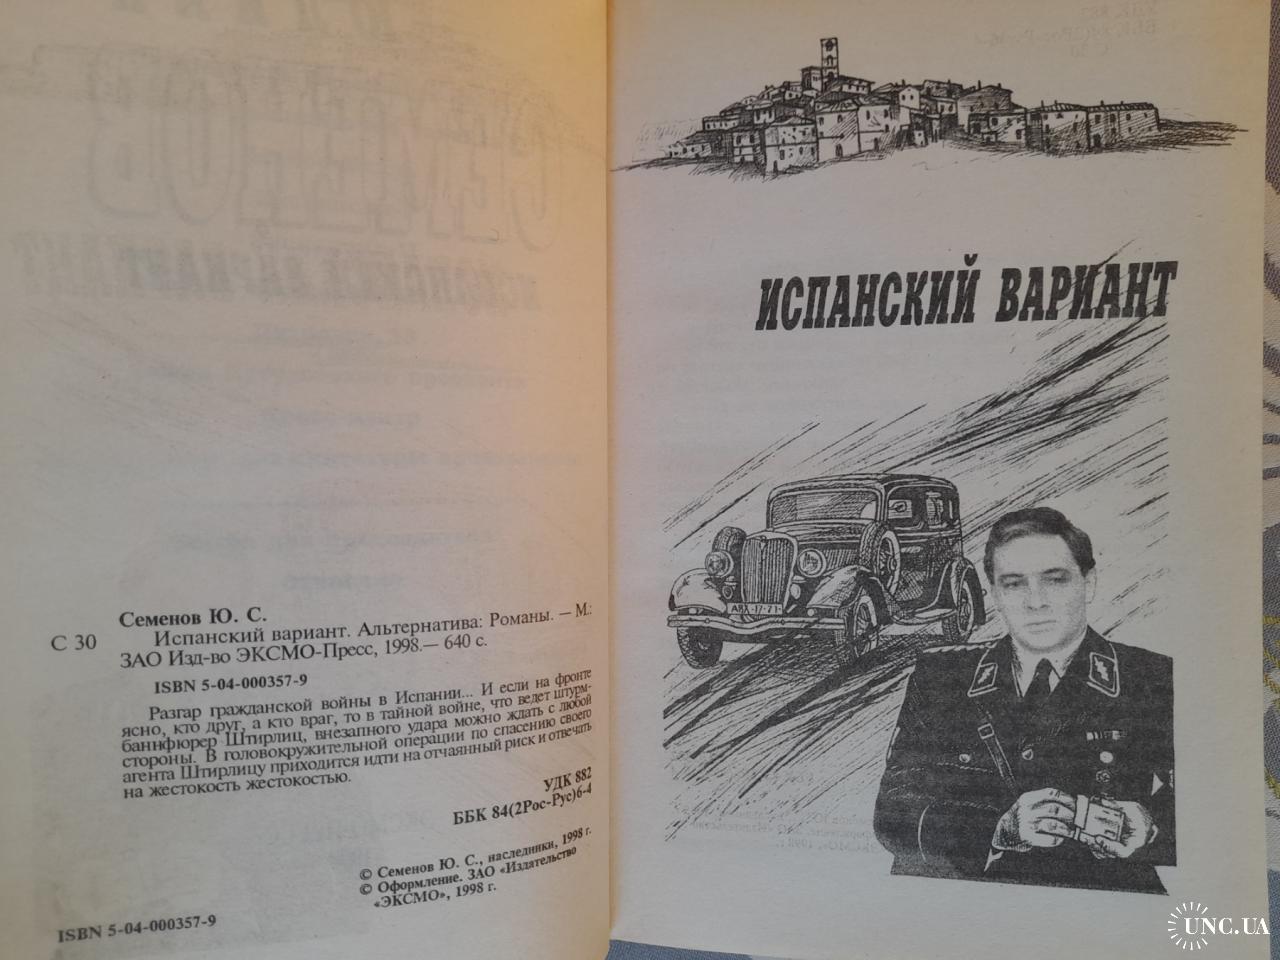 Семенов Ю. С.
С 30
Испанский вариант. Альтернатива: Романы. — М.:
ЗАО Изд-во ЭКСМО-Пресс, 1998.— 640 с.
ISBN 5-04-000357-9
Разгар гражданской войны в Испании... И если на фронте
ясно, кто друг, а кто враг, то в тайной войне, что ведет штурм-
баннфюрер Штирлиц, внезапного удара можно ждать с любой
стороны. В головокружительной операции по спасению своего
агента Штирлицу приходится идти на отчаянный риск и отвечать
на жестокость жестокостью.
УДК 882
ББК 84(2Рос-Рус)6-4
© Семенов Ю. С., наследники, 1998 г.
© Оформление. ЗАО «Издательство
«ЭКСМО», 1998 г.
ISBN 5-04-000357-9
ИСПАНСКИЙ ВАРИАНТ
АВХ-17-71
UNC.UA